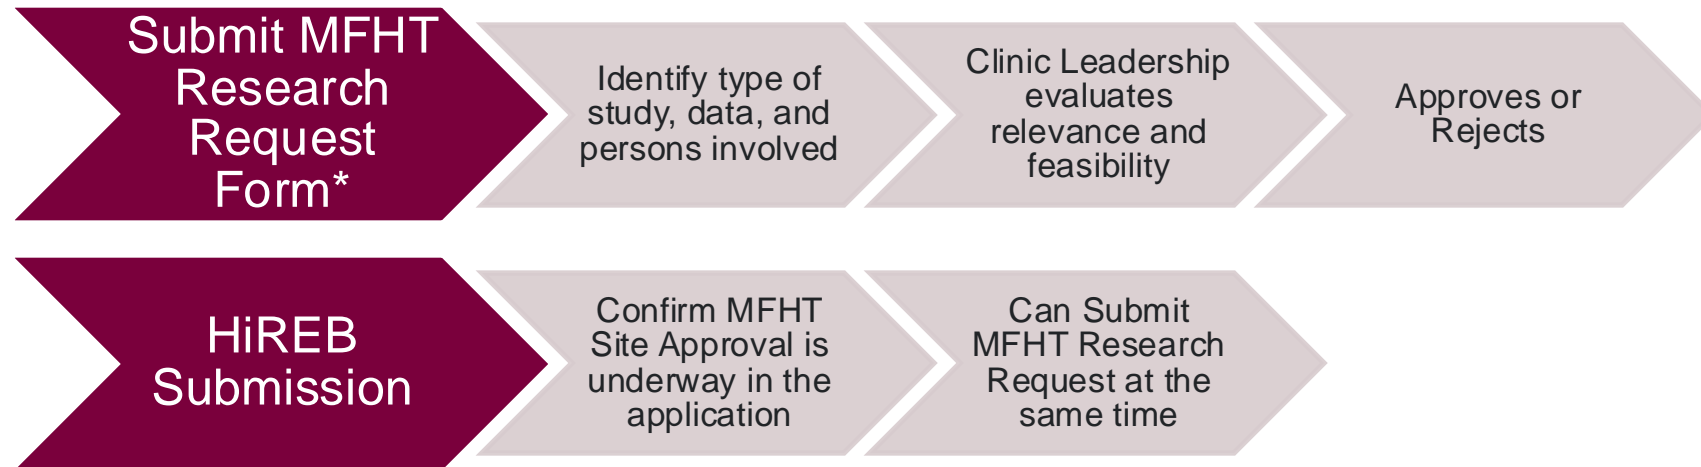 Submit MFHT
Research
Request
Form*
Identify type of
study, data, and
persons involved
Clinic Leadership
evaluates
relevance and
feasibility
Approves or
Rejects
HiREB
Submission
Confirm MFHT
Site Approval is
underway in the
application
Can Submit
MFHT Research
Request at the
same time